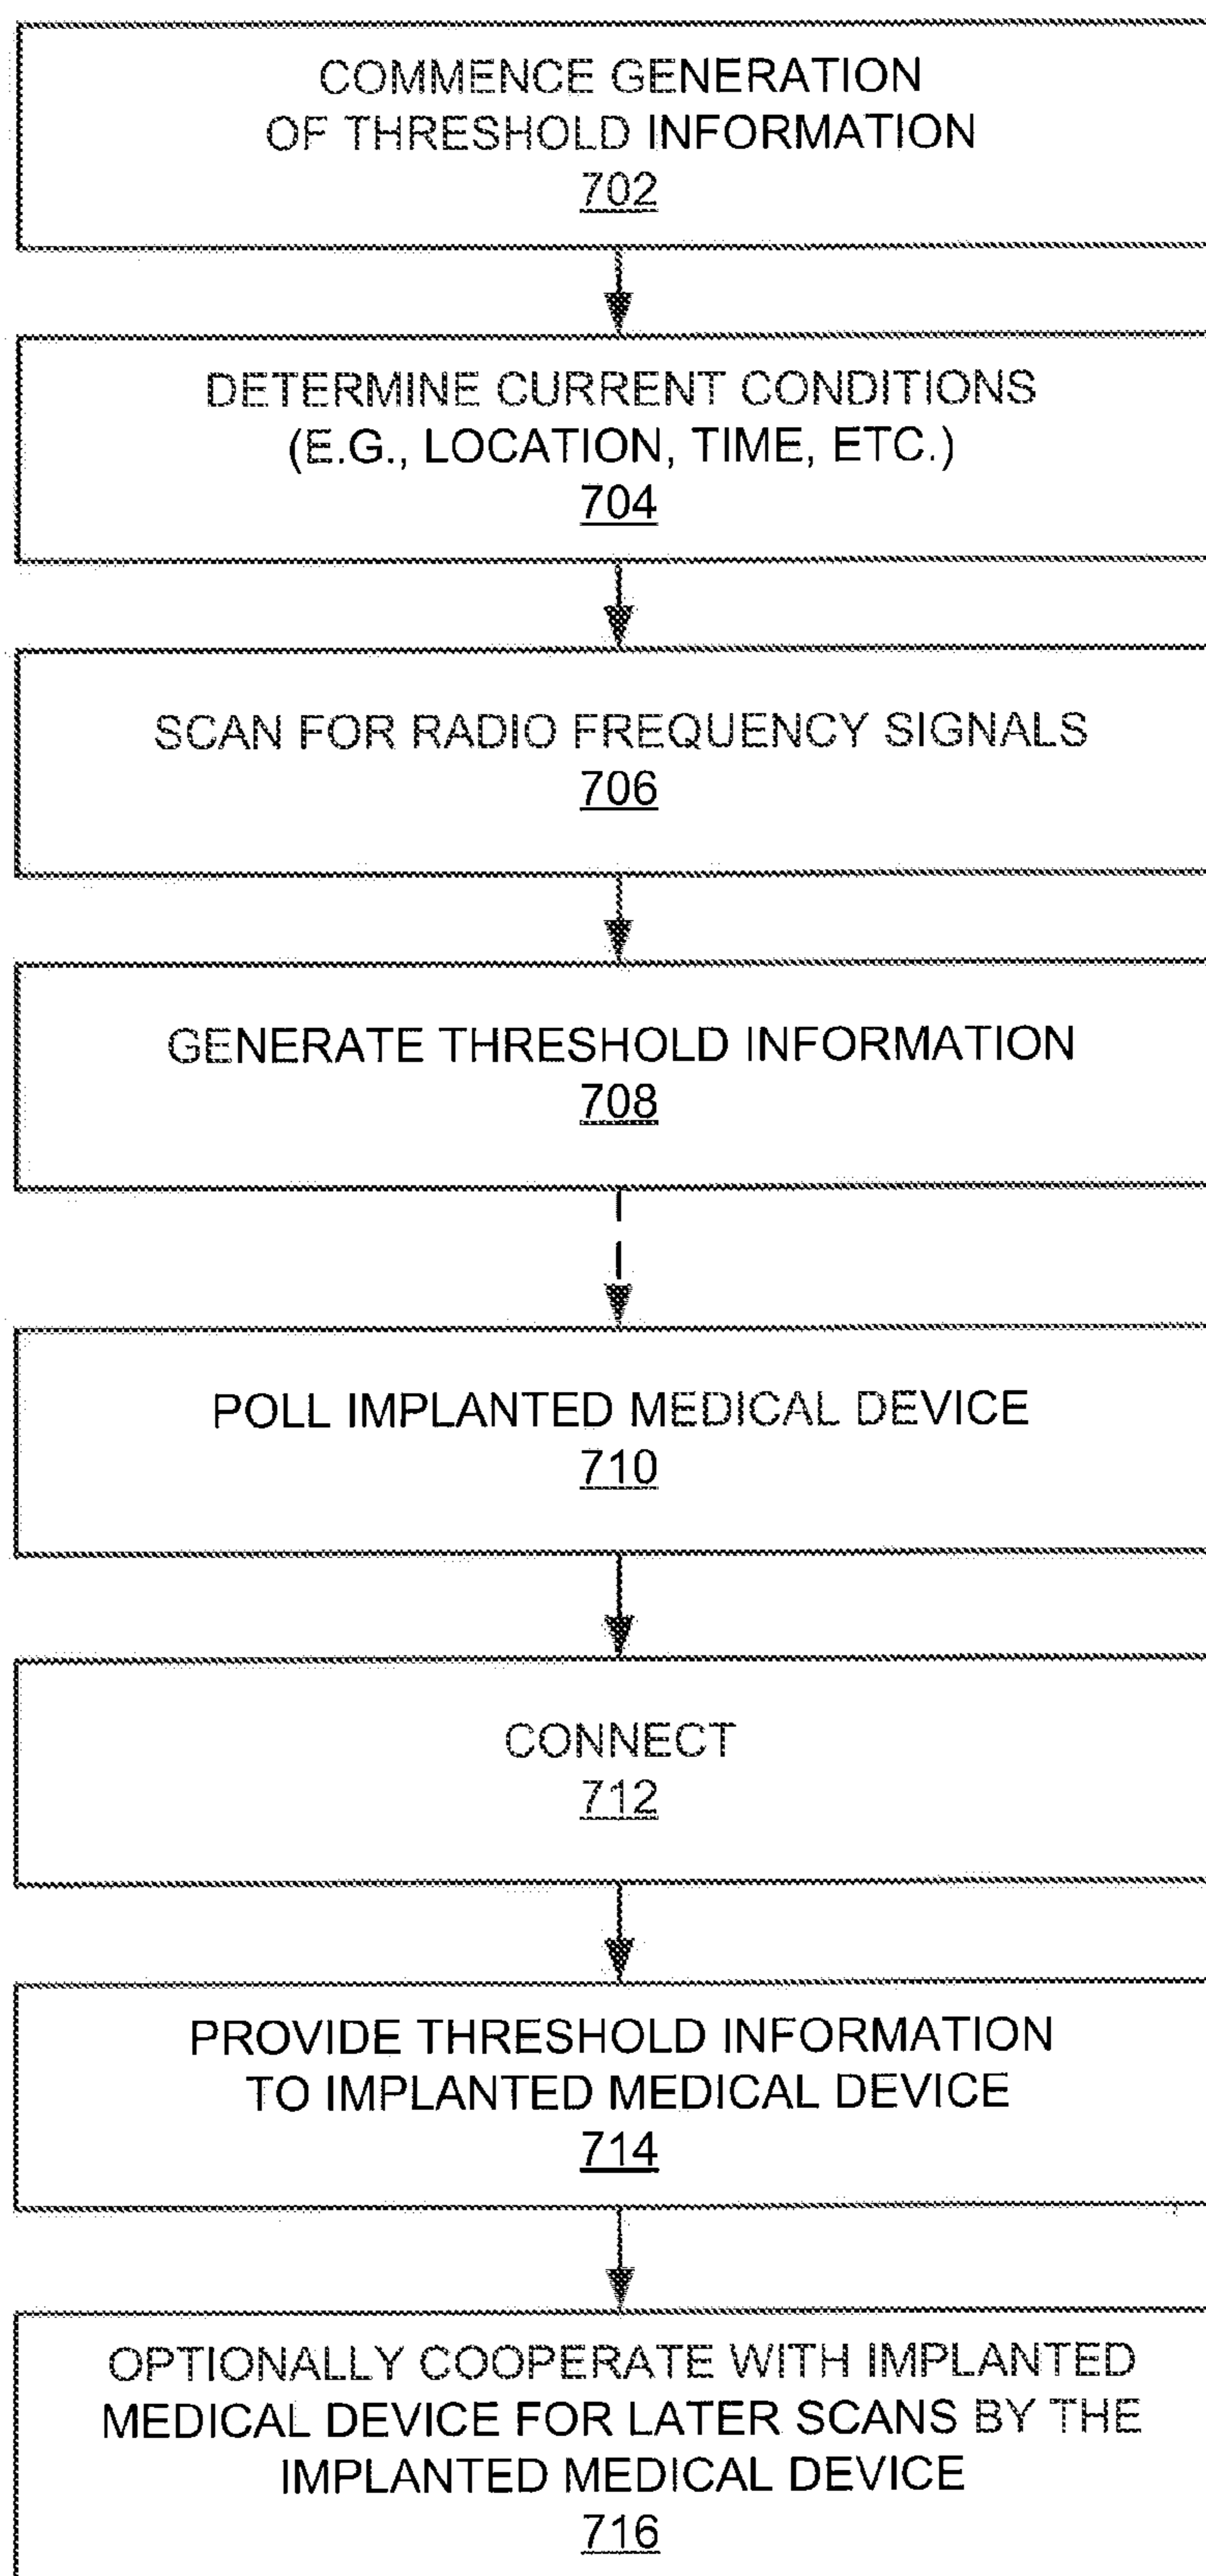 COMMENCE GENERATION
OF THRESHOLD INFORMATION
702
DETERMINE CURRENT CONDITIONS
(E.G., LOCATION, TIME, ETC.)
704
SCAN FOR RADIO FREQUENCY SIGNALS
706
GENERATE THRESHOLD INFORMATION
708
POLL IMPLANTED MEDICAL DEVICE
710
CONNECT
712
PROVIDE THRESHOLD INFORMATION
TO IMPLANTED MEDICAL DEVICE
714
OPTIONALLY COOPERATE WITH IMPLANTED
MEDICAL DEVICE FOR LATER SCANS BY THE
IMPLANTED MEDICAL DEVICE
716